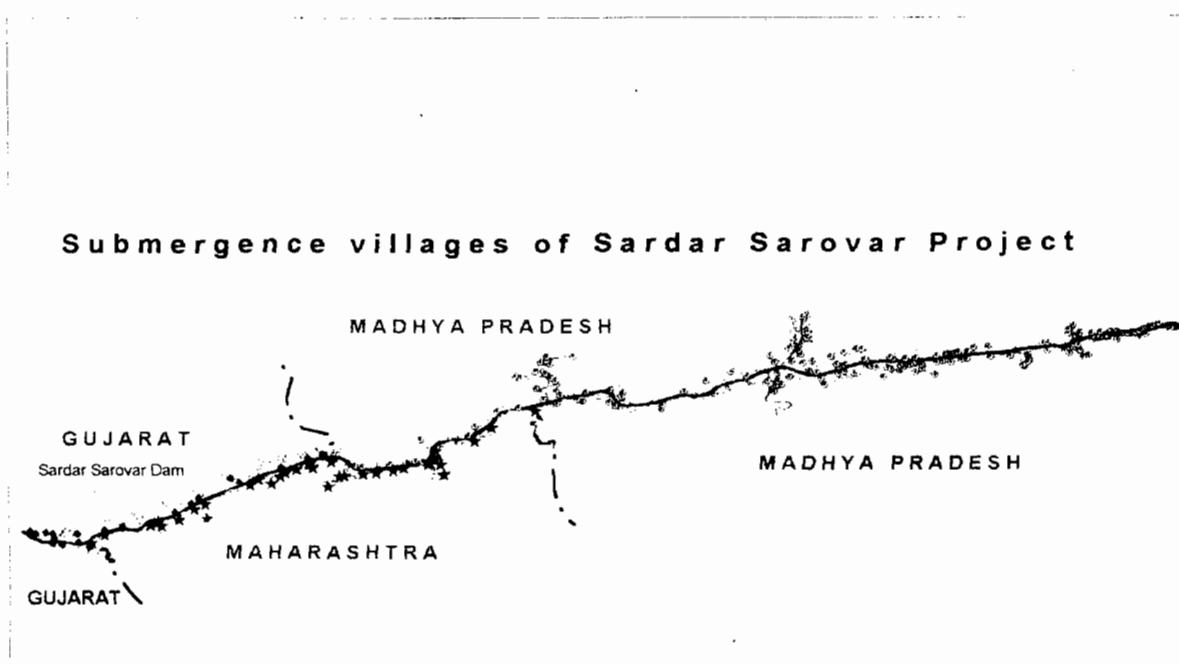 Submergence villages of Sardar Sarovar Project
MADHYA PRADESH
GUJARAT
Sardar Sarovar Dam
MADHYA PRADESH
MAHARASHTRA
GUJARAT